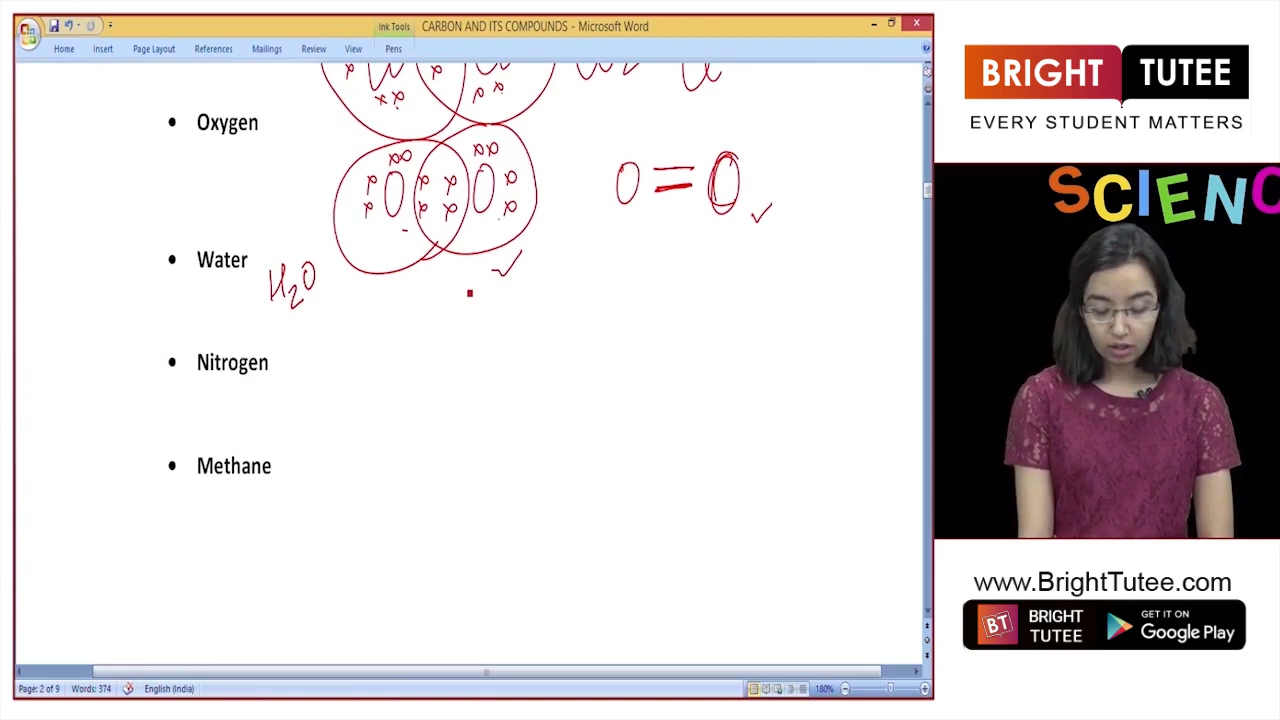 Ink Tools
CARBON AND ITS COMPOUNDS - Microsoft Word
Home Insert Page Layout References Mailings Review View Pens
Oxygen
O O
O = O
Water
H2O
Nitrogen
Methane
Page: 2 of 9 Words: 374 English (India) 180%
BRIGHT TUTEE
EVERY STUDENT MATTERS
SCIENC
www.BrightTutee.com
BT BRIGHT TUTEE
GET IT ON
Google Play